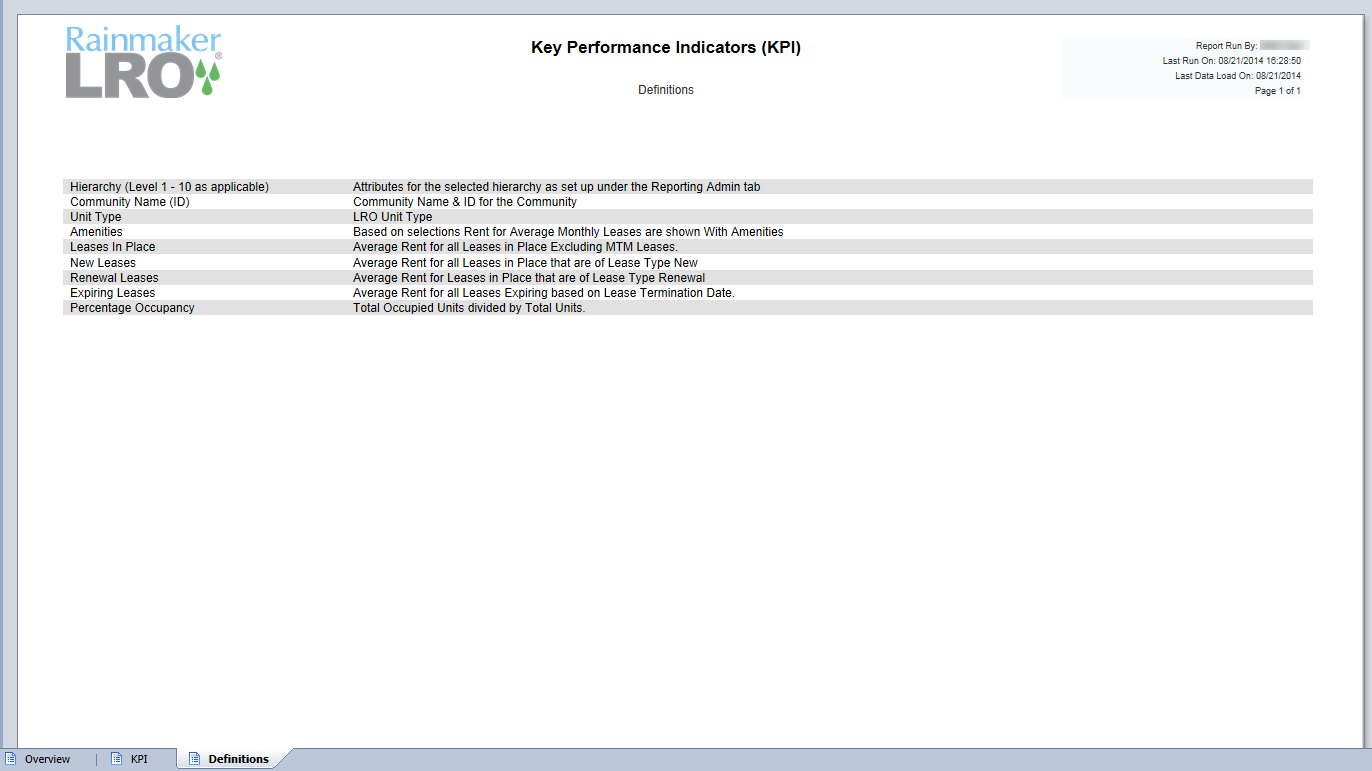 Rainmaker
LRO®
Key Performance Indicators (KPI)
Definitions
Report Run By:
Last Run On: 08/21/2014 16:28:50
Last Data Load On: 08/21/2014
Page 1 of 1
Hierarchy (Level 1 - 10 as applicable) Attributes for the selected hierarchy as set up under the Reporting Admin tab
Community Name (ID) Community Name & ID for the Community
Unit Type LRO Unit Type
Amenities Based on selections Rent for Average Monthly Leases are shown With Amenities
Leases In Place Average Rent for all Leases in Place Excluding MTM Leases.
New Leases Average Rent for all Leases in Place that are of Lease Type New
Renewal Leases Average Rent for Leases in Place that are of Lease Type Renewal
Expiring Leases Average Rent for all Leases Expiring based on Lease Termination Date.
Percentage Occupancy Total Occupied Units divided by Total Units.
Overview | KPI Definitions